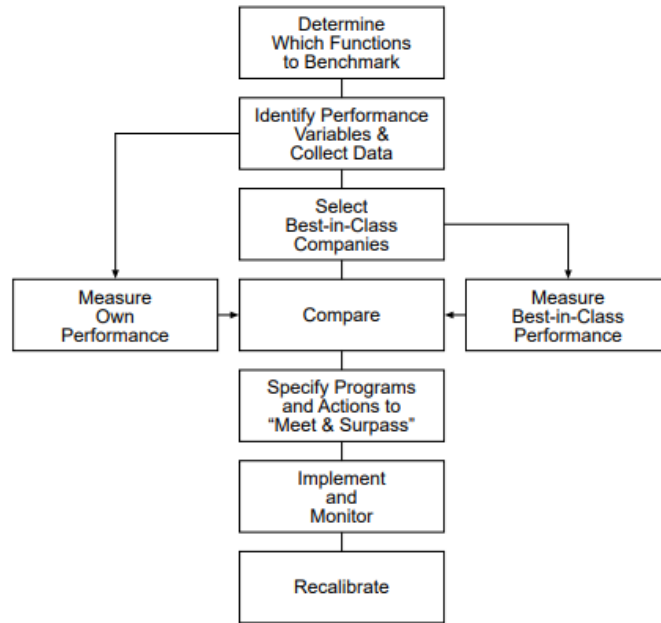 Determine
Which Functions
to Benchmark
Identify Performance
Variables &
Collect Data
Select
Best-in-Class
Companies
Measure
Own
Performance
Compare
Measure
Best-in-Class
Performance
Specify Programs
and Actions to
“Meet & Surpass”
Implement
and
Monitor
Recalibrate